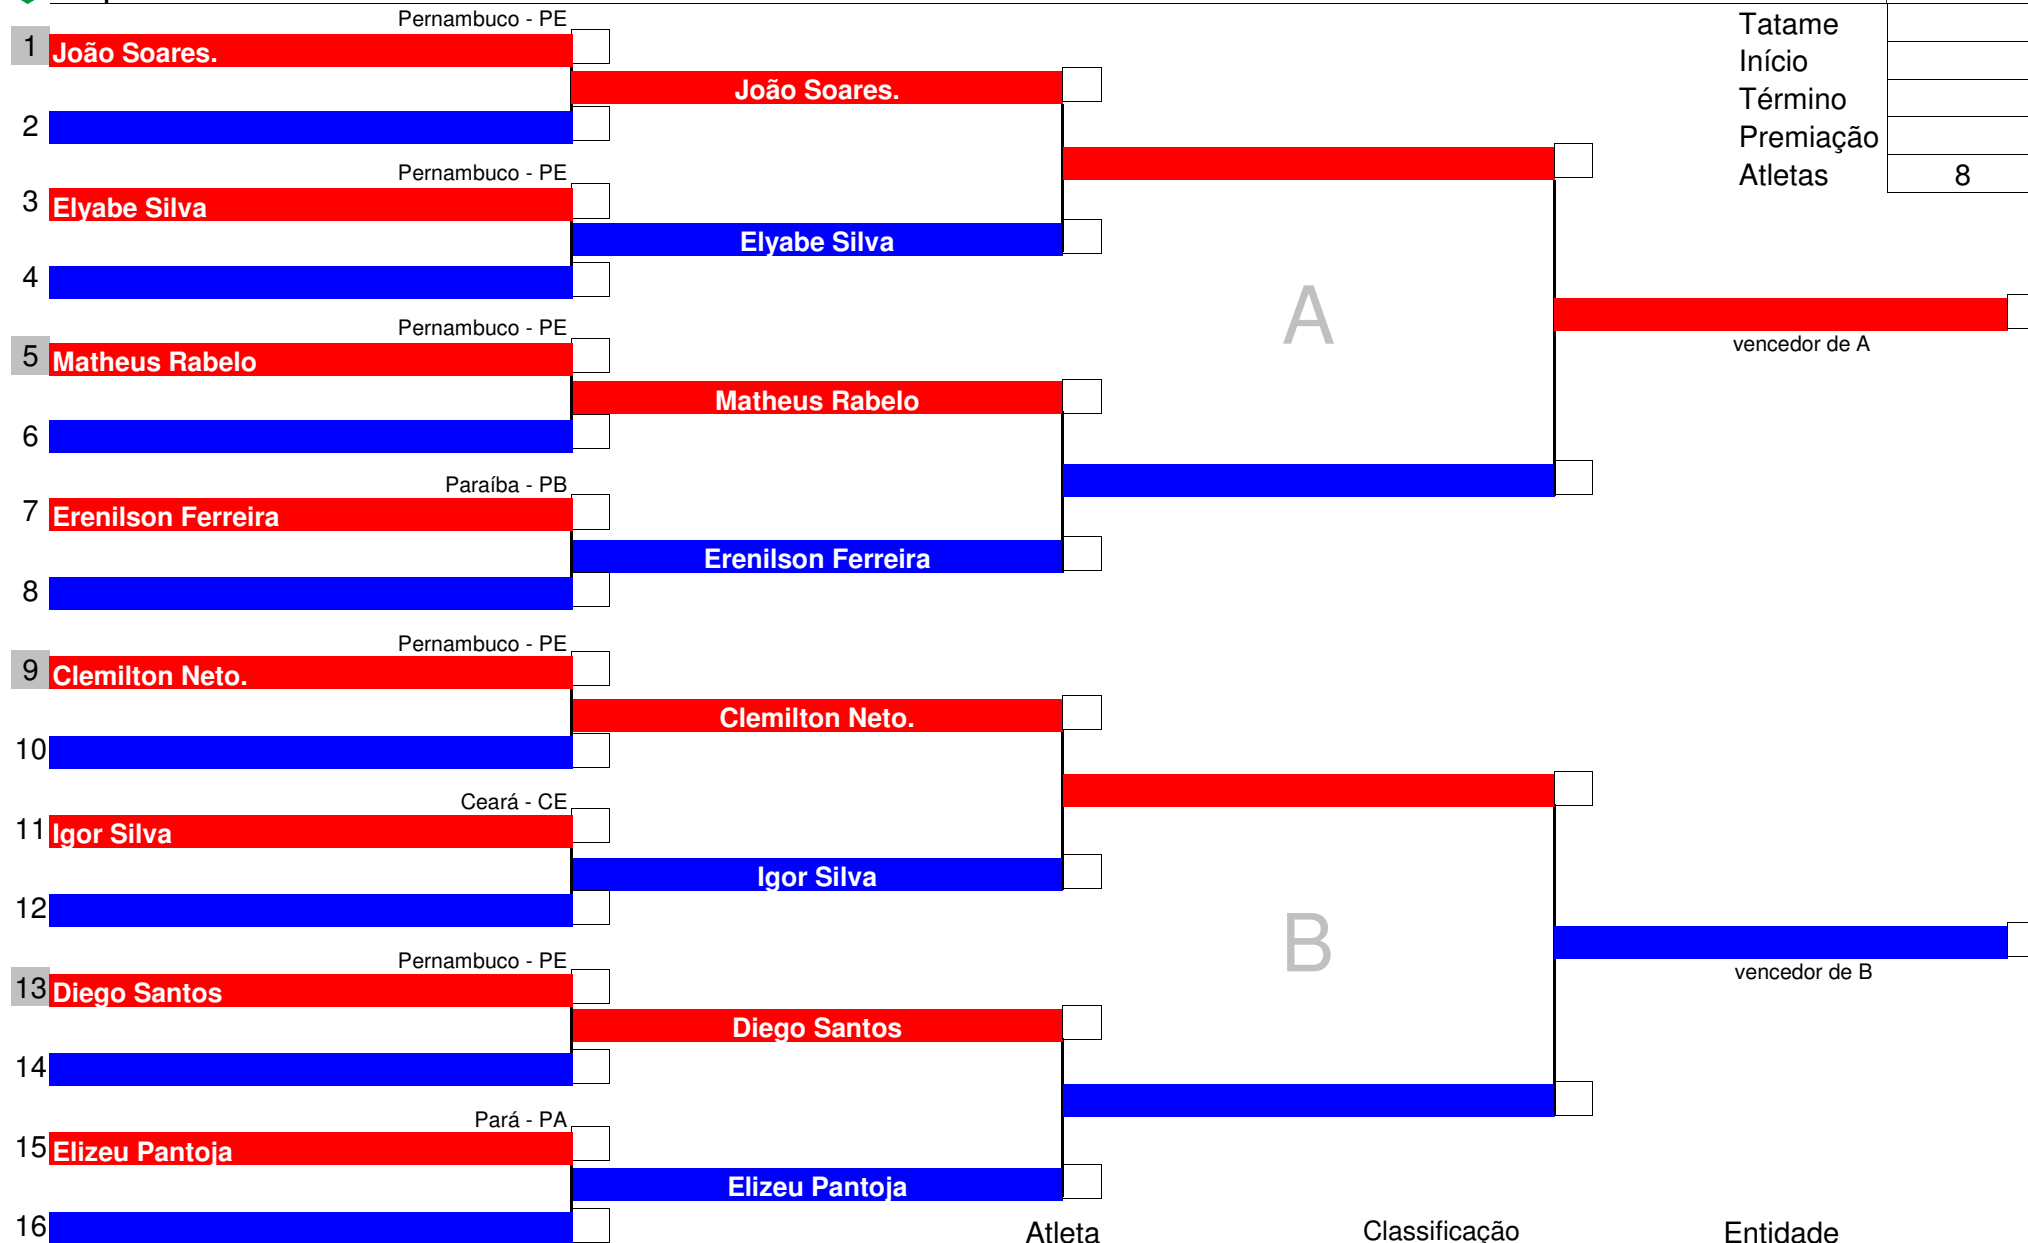 Pernambuco - PE
1 João Soares.
João Soares.
2
Pernambuco - PE
3 Elyabe Silva
Elyabe Silva
4
Pernambuco - PE
5 Matheus Rabelo
Matheus Rabelo
6
Paraíba - PB
7 Erenilson Ferreira
Erenilson Ferreira
8
Pernambuco - PE
9 Clemilton Neto.
Clemilton Neto.
10
Ceará - CE
11 Igor Silva
Igor Silva
12
Pernambuco - PE
13 Diego Santos
Diego Santos
14
Pará - PA
15 Elizeu Pantoja
Elizeu Pantoja
16
A
B
vencedor de A
vencedor de B
Tatame
Início
Término
Premiação
Atletas 8
Atleta Classificação Entidade